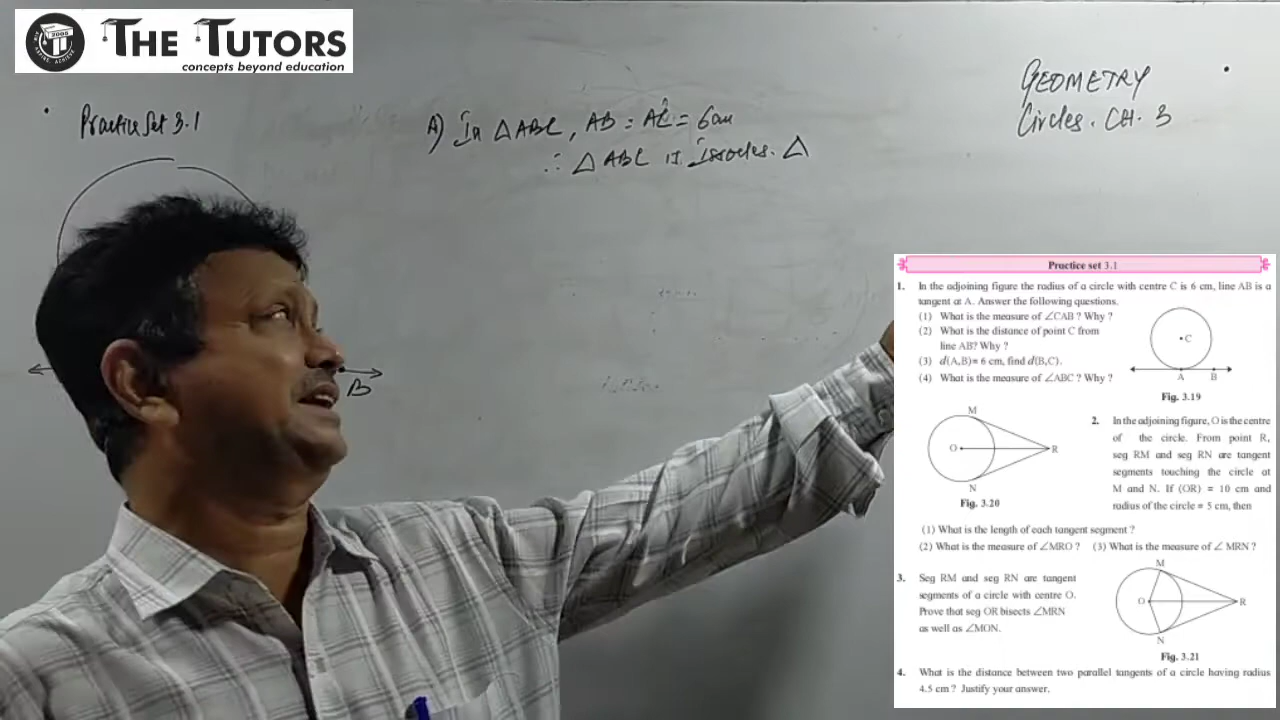 THE TUTORS
concepts beyond education
2005
Practice Set 3.1
A) In △ABC, AB = AC = 6cm
∴ △ABC is Isosceles. △
GEOMETRY
Circles. CH. 3
B
Practice set 3.1
1. In the adjoining figure the radius of a circle with centre C is 6 cm, line AB is a
tangent at A. Answer the following questions.
(1) What is the measure of ∠CAB ? Why ?
(2) What is the distance of point C from
line AB? Why ?
(3) d(A,B)= 6 cm, find d(B,C).
(4) What is the measure of ∠ABC ? Why ?
C
A B
Fig. 3.19
M
O R
N
Fig. 3.20
2. In the adjoining figure, O is the centre
of the circle. From point R,
seg RM and seg RN are tangent
segments touching the circle at
M and N. If (OR) = 10 cm and
radius of the circle = 5 cm, then
(1) What is the length of each tangent segment ?
(2) What is the measure of ∠MRO ? (3) What is the measure of ∠ MRN ?
3. Seg RM and seg RN are tangent
segments of a circle with centre O.
Prove that seg OR bisects ∠MRN
as well as ∠MON.
M
O R
N
Fig. 3.21
4. What is the distance between two parallel tangents of a circle having radius
4.5 cm ? Justify your answer.